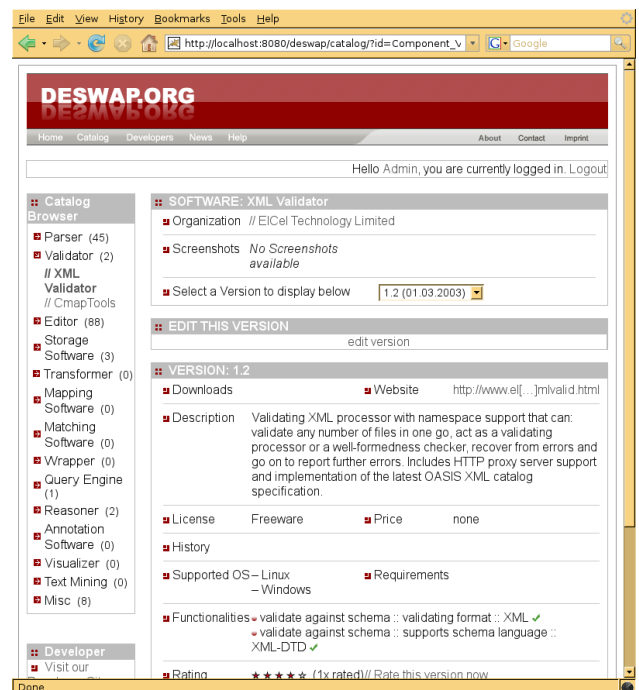 File Edit View History Bookmarks Tools Help
http://localhost:8080/deswap/catalog/?id=Component_V Google
DESWAP.ORG
Home Catalog Developers News Help About Contact Imprint
Hello Admin, you are currently logged in. Logout
Catalog Browser
Parser (45)
Validator (2)
// XML
Validator
// CmapTools
Editor (88)
Storage
Software (3)
Transformer (0)
Mapping
Software (0)
Matching
Software (0)
Wrapper (0)
Query Engine
(1)
Reasoner (2)
Annotation
Software (0)
Visualizer (0)
Text Mining (0)
Misc (8)
Developer
Visit our
SOFTWARE: XML Validator
Organization // ElCel Technology Limited
Screenshots No Screenshots
available
Select a Version to display below 1.2 (01.03.2003)
EDIT THIS VERSION
edit version
VERSION: 1.2
Downloads Website http://www.el[...]mlvalid.html
Description Validating XML processor with namespace support that can:
validate any number of files in one go, act as a validating
processor or a well-formedness checker, recover from errors and
go on to report further errors. Includes HTTP proxy server support
and implementation of the latest OASIS XML catalog
specification.
License Freeware Price none
History
Supported OS – Linux Requirements
– Windows
Functionalities validate against schema :: validating format :: XML ✓
validate against schema :: supports schema language ::
XML-DTD ✓
Rating ★★★★☆ (1x rated)// Rate this version now
Done